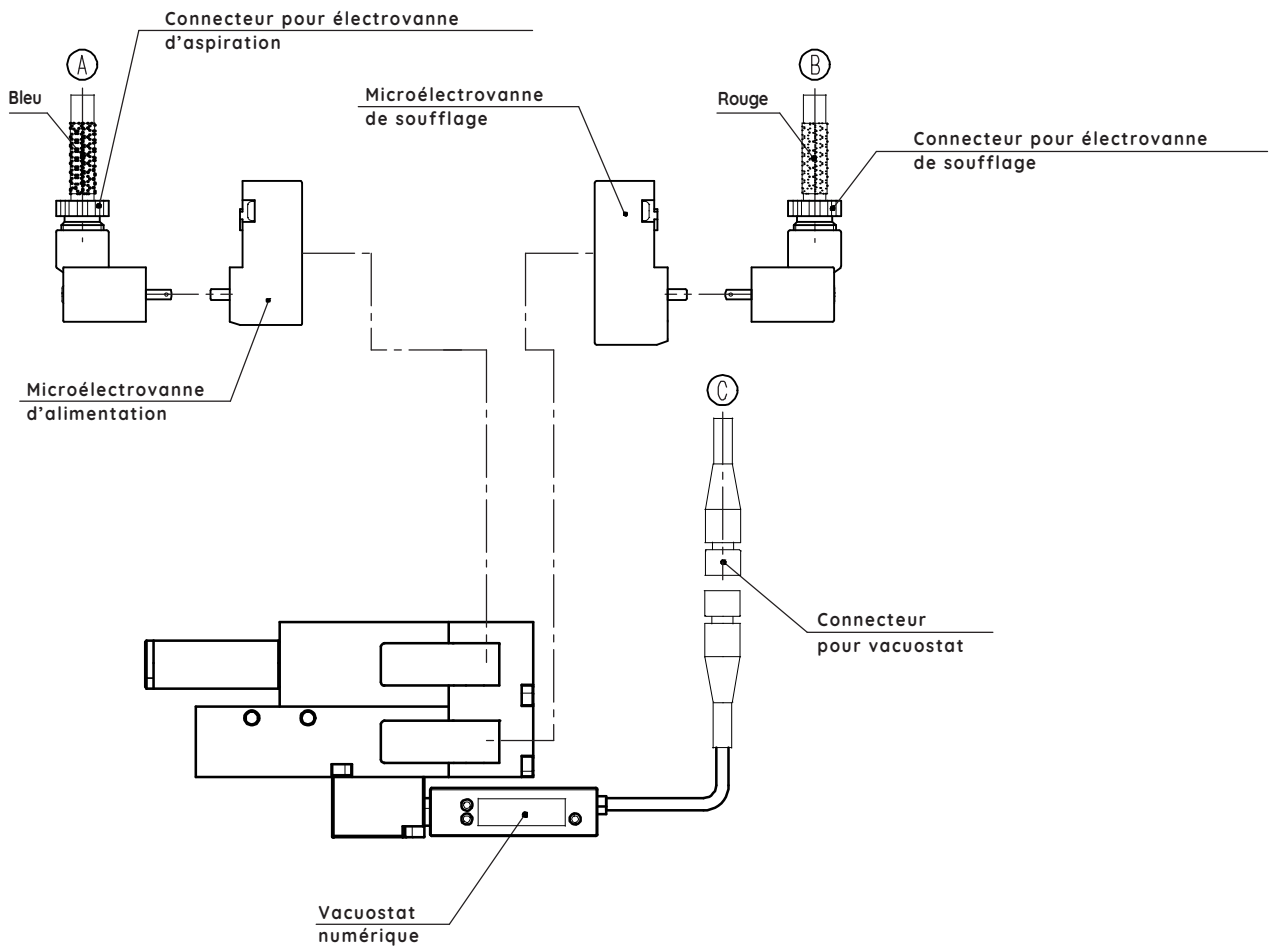 Connecteur pour électrovanne
d'aspiration
A
B
Bleu
Microélectrovanne
de soufflage
Rouge
Connecteur pour électrovanne
de soufflage
Microélectrovanne
d'alimentation
C
Connecteur
pour vacuostat
Vacuostat
numérique